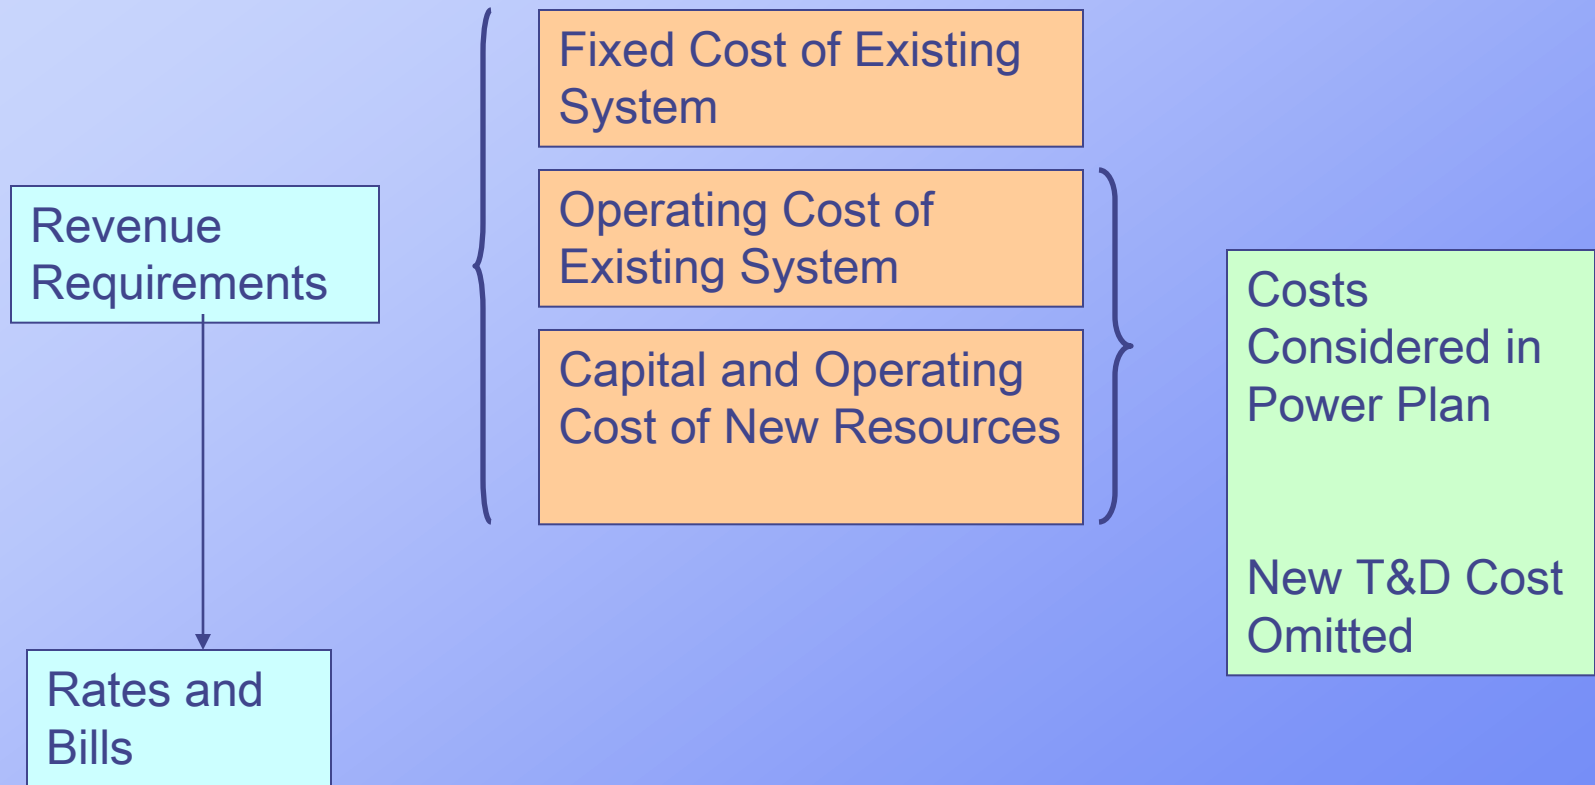 Fixed Cost of Existing
System
Revenue
Requirements
Operating Cost of
Existing System
Capital and Operating
Cost of New Resources
Costs
Considered in
Power Plan
New T&D Cost
Omitted
Rates and
Bills